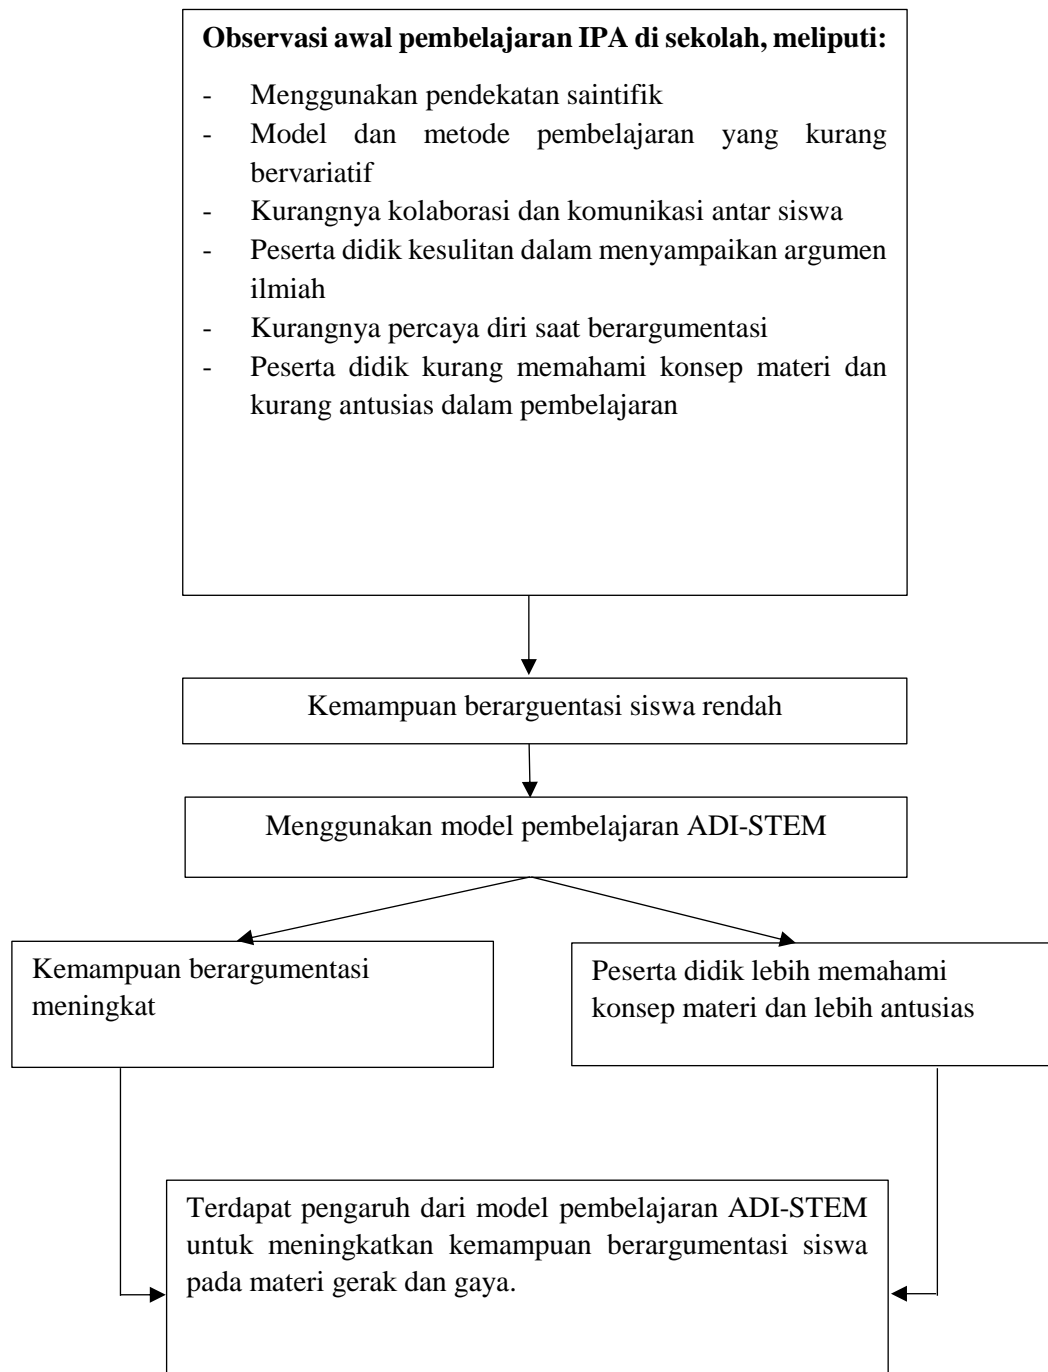 Observasi awal pembelajaran IPA di sekolah, meliputi:
- Menggunakan pendekatan saintifik
- Model dan metode pembelajaran yang kurang
bervariatif
- Kurangnya kolaborasi dan komunikasi antar siswa
- Peserta didik kesulitan dalam menyampaikan argumen
ilmiah
- Kurangnya percaya diri saat berargumentasi
- Peserta didik kurang memahami konsep materi dan
kurang antusias dalam pembelajaran
Kemampuan berarguentasi siswa rendah
Menggunakan model pembelajaran ADI-STEM
Kemampuan berargumentasi
meningkat
Peserta didik lebih memahami
konsep materi dan lebih antusias
Terdapat pengaruh dari model pembelajaran ADI-STEM
untuk meningkatkan kemampuan berargumentasi siswa
pada materi gerak dan gaya.